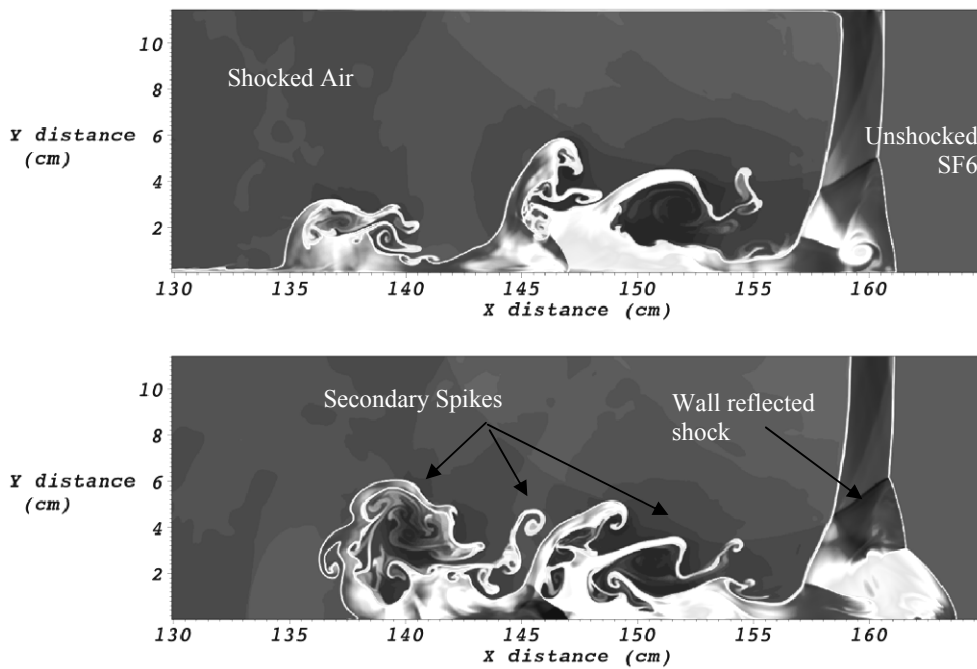 10
8
Y distance
(cm)
6
4
2
Shocked Air
Unshocked
SF6
130 135 140 145 150 155 160
X distance (cm)
10
8
Y distance
(cm)
6
4
2
Secondary Spikes
Wall reflected
shock
130 135 140 145 150 155 160
X distance (cm)